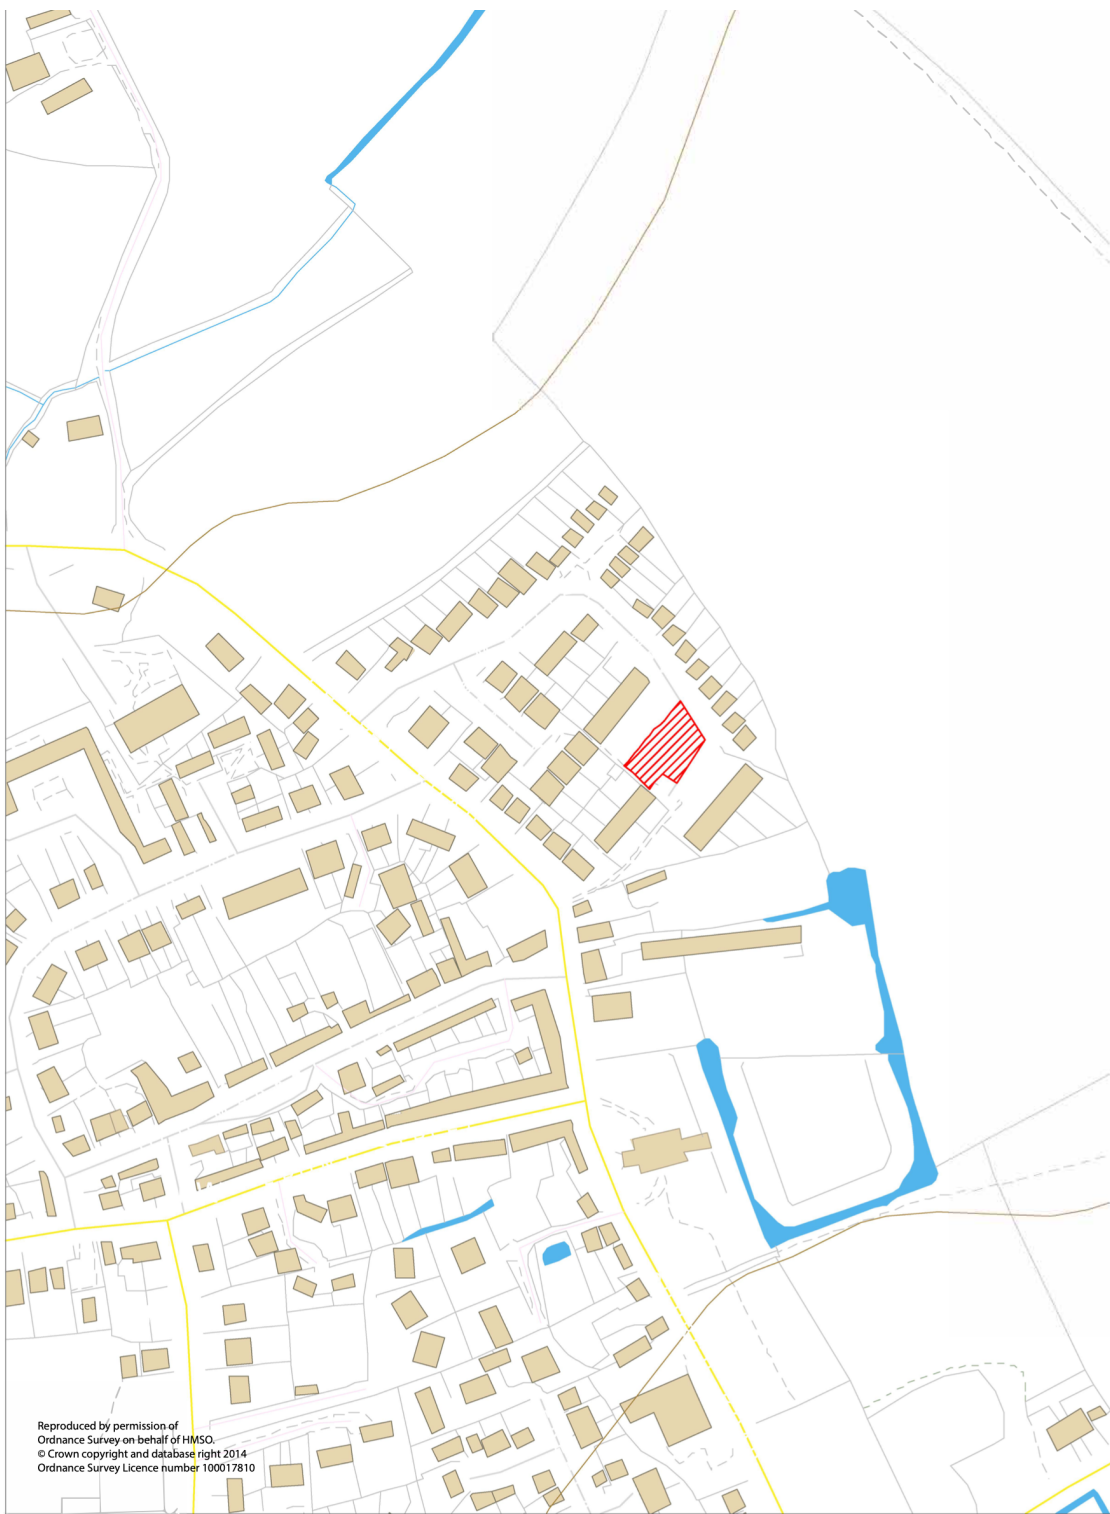 Reproduced by permission of
Ordnance Survey on behalf of HMSO.
© Crown copyright and database right 2014
Ordnance Survey Licence number 100017810